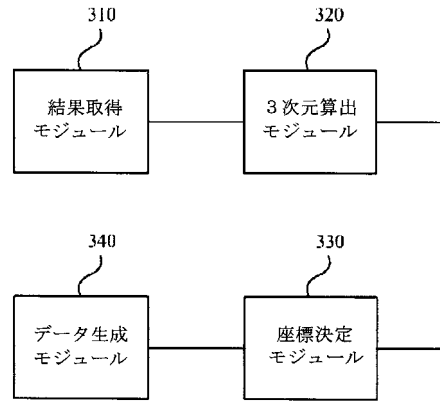 310
320
結果取得
モジュール
3次元算出
モジュール
340
330
データ生成
モジュール
座標決定
モジュール